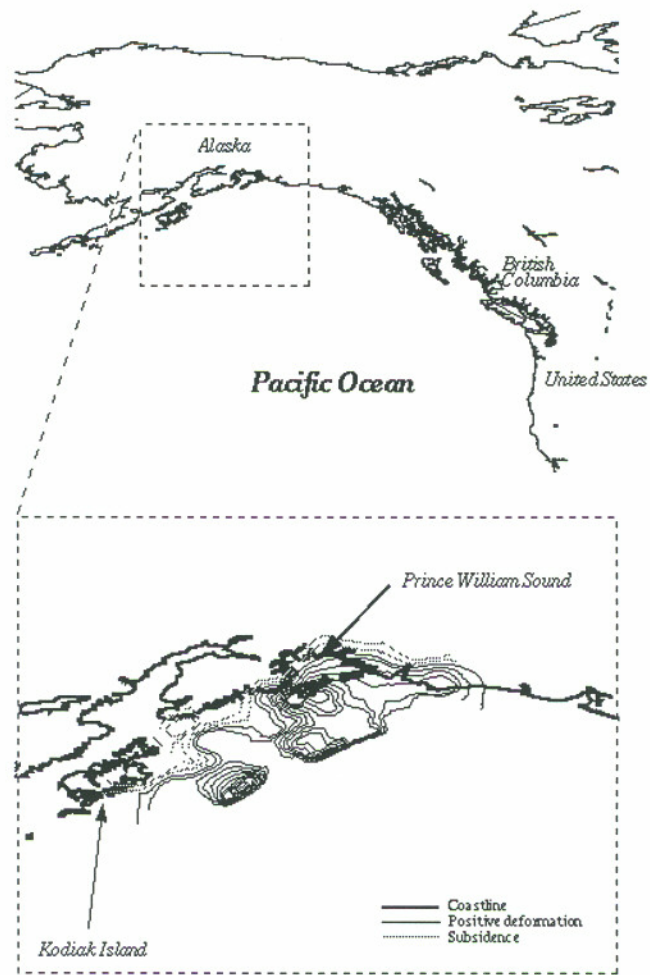 Alaska
British
Columbia
Pacific Ocean
United States
Prince William Sound
Coastline
Positive deformation
Subsidence
Kodiak Island